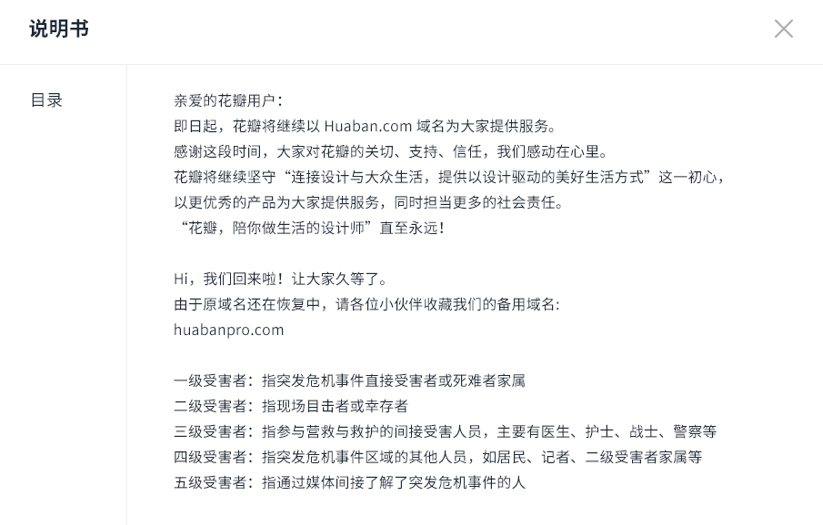 说明书
目录
亲爱的花瓣用户：
即日起，花瓣将继续以 Huaban.com 域名为大家提供服务。
感谢这段时间，大家对花瓣的关切、支持、信任，我们感动在心里。
花瓣将继续坚守“连接设计与大众生活，提供以设计驱动的美好生活方式”这一初心，
以更优秀的产品为大家提供服务，同时担当更多的社会责任。
“花瓣，陪你做生活的设计师”直至永远！
Hi，我们回来啦！让大家久等了。
由于原域名还在恢复中，请各位小伙伴收藏我们的备用域名:
huabanpro.com
一级受害者：指突发危机事件直接受害者或死难者家属
二级受害者：指现场目击者或幸存者
三级受害者：指参与营救与救护的间接受害人员，主要有医生、护士、战士、警察等
四级受害者：指突发危机事件区域的其他人员，如居民、记者、二级受害者家属等
五级受害者：指通过媒体间接了解了突发危机事件的人